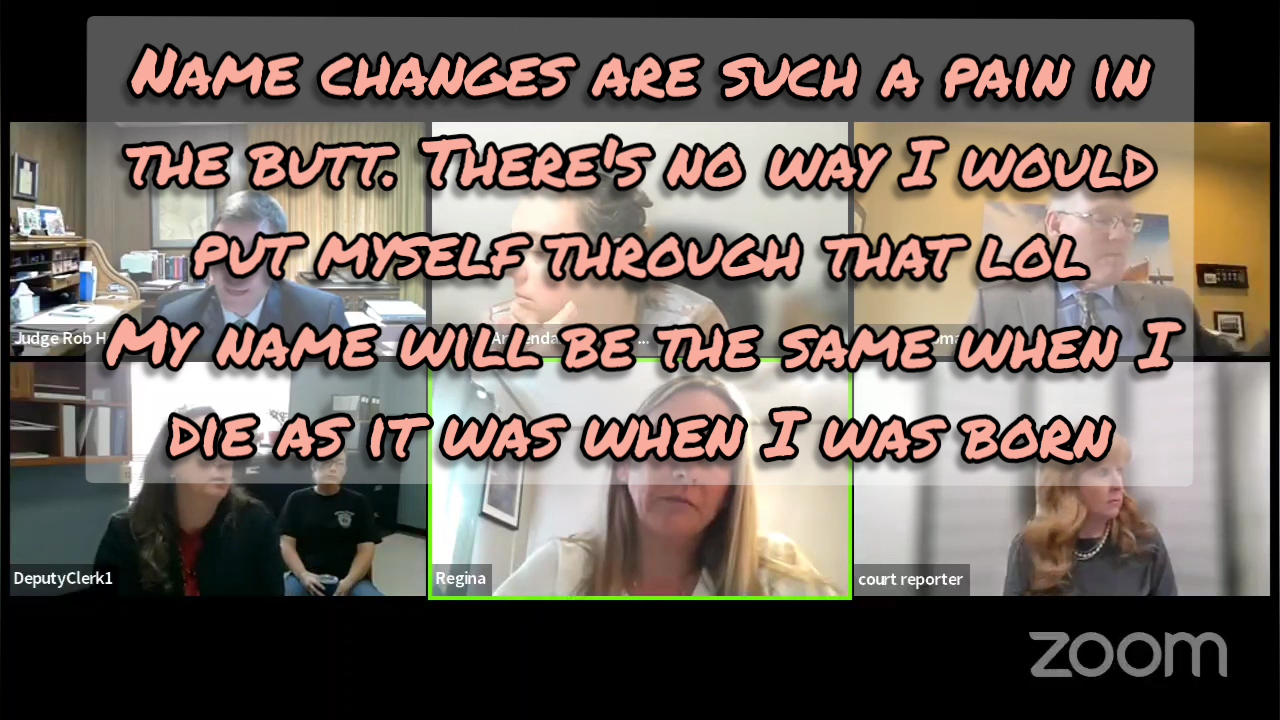 Name changes are such a pain in
the butt. There's no way I would
put myself through that lol
My name will be the same when I
die as it was when I was born
Judge Rob H
DeputyClerk1
Regina
court reporter
zoom